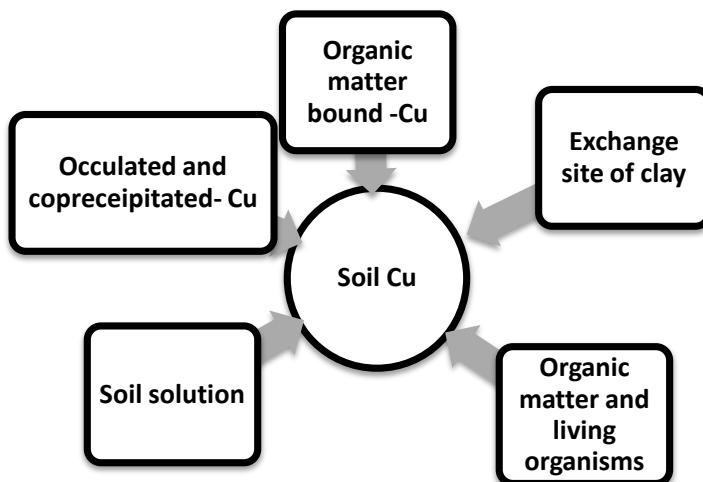 Organic
matter
bound -Cu
Exchange
site of clay
Occulated and
copreceipitated- Cu
Soil Cu
Soil solution
Organic
matter and
living
organisms